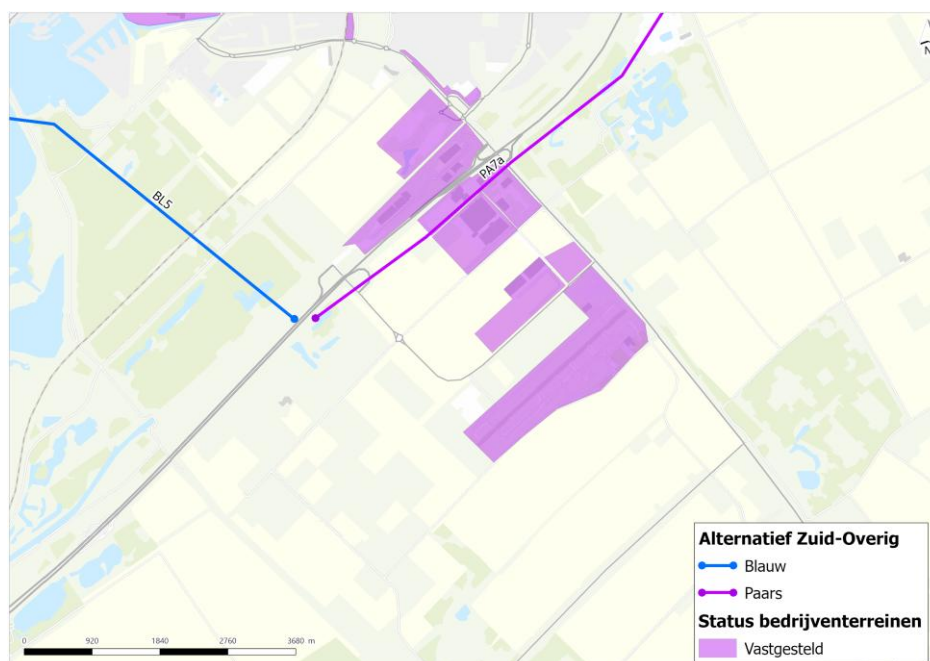 N
PA7a
BL5
Alternatief Zuid-Overig
Blauw
Paars
Status bedrijventerreinen
Vastgesteld
0 920 1840 2760 3680 m